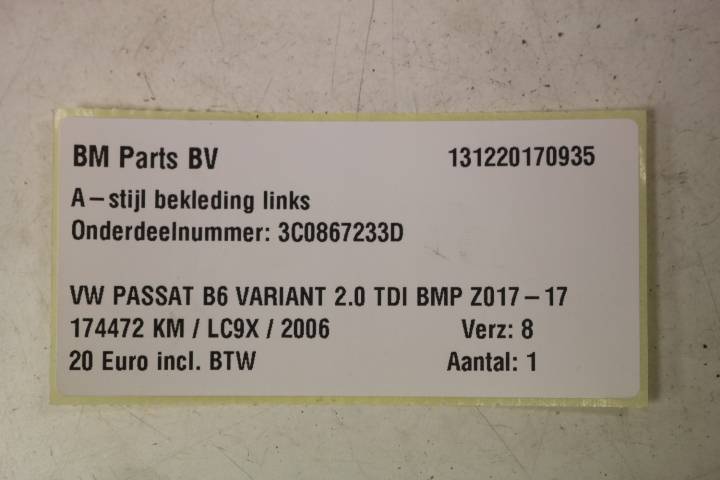 BM Parts BV 131220170935
A-stijl bekleding links
Onderdeelnummer: 3C0867233D
VW PASSAT B6 VARIANT 2.0 TDI BMP Z017-17
174472 KM / LC9X / 2006 Verz: 8
20 Euro incl. BTW Aantal: 1